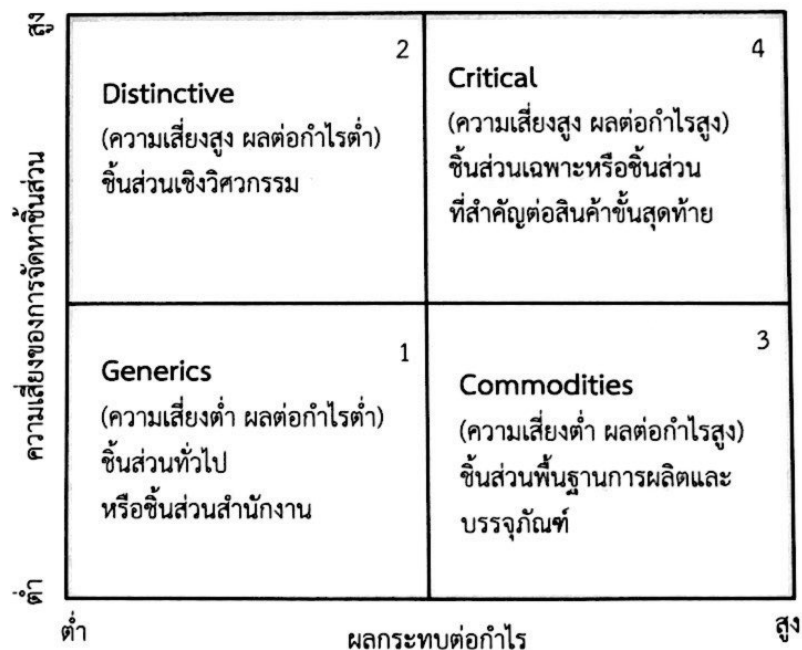 สูง
ความเสี่ยงของการจัดหาชิ้นส่วน
ต่ำ
2
Distinctive
(ความเสี่ยงสูง ผลต่อกำไรต่ำ)
ชิ้นส่วนเชิงวิศวกรรม
4
Critical
(ความเสี่ยงสูง ผลต่อกำไรสูง)
ชิ้นส่วนเฉพาะหรือชิ้นส่วน
ที่สำคัญต่อสินค้าขั้นสุดท้าย
1
Generics
(ความเสี่ยงต่ำ ผลต่อกำไรต่ำ)
ชิ้นส่วนทั่วไป
หรือชิ้นส่วนสำนักงาน
3
Commodities
(ความเสี่ยงต่ำ ผลต่อกำไรสูง)
ชิ้นส่วนพื้นฐานการผลิตและ
บรรจุภัณฑ์
ต่ำ
ผลกระทบต่อกำไร
สูง